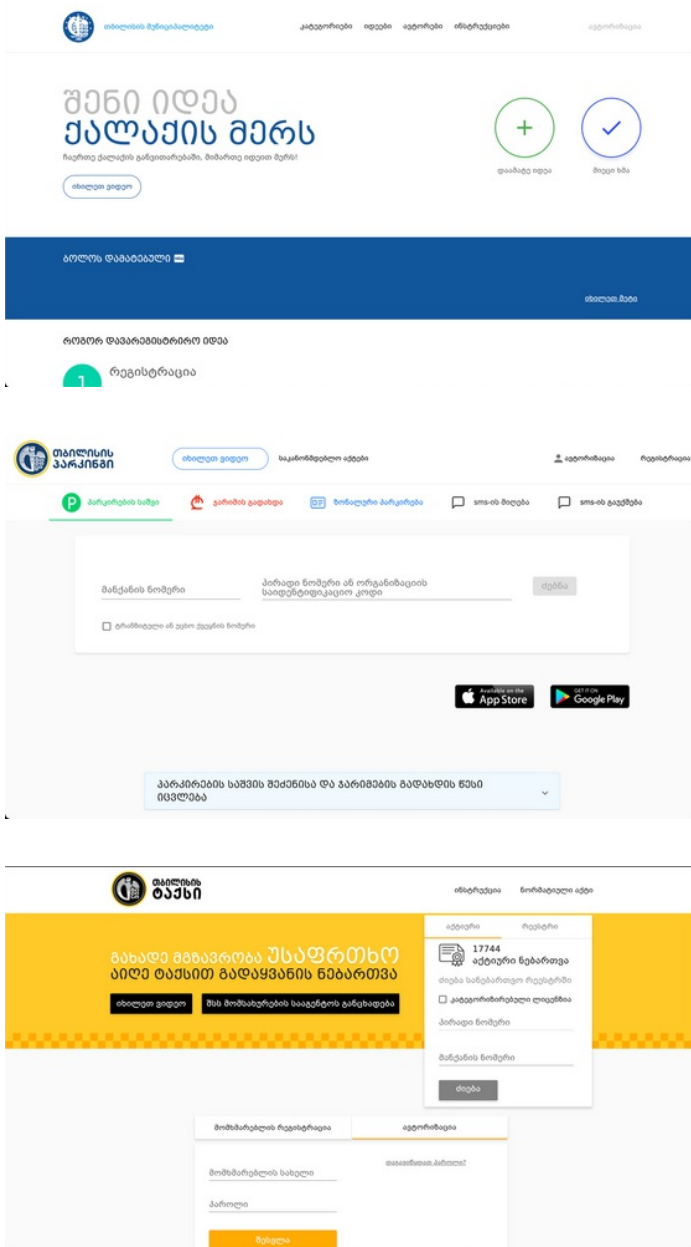 თბილისის მუნიციპალიტეტი
კატეგორიები იდეები ავტორები ინსტრუქციები
ავტორიზაცია
შენი იდეა
ქალაქის მერს
ჩაერთე ქალაქის განვითარებაში, მიმართე იდეით მერს!
იხილეთ ვიდეო
დაამატე იდეა
მიეცი ხმა
ბოლოს დამატებული
იხილეთ მეტი
როგორ დავარეგისტრირო იდეა
1
რეგისტრაცია
თბილისის
პარკინგი
იხილეთ ვიდეო
საკანონმდებლო აქტები
ავტორიზაცია
რეგისტრაცია
P პარკირების საშვი
ჯარიმის გადახდა
ზონალური პარკირება
sms-ის მიღება
sms-ის გაუქმება
მანქანის ნომერი
პირადი ნომერი ან ორგანიზაციის
საიდენტიფიკაციო კოდი
ძებნა
ტრანზიტული ან უცხო ქვეყნის ნომერი
Available on the
App Store
GET IT ON
Google Play
პარკირების საშვის შეძენისა და ჯარიმების გადახდის წესი
იცვლება
თბილისის
ტაქსი
ინსტრუქცია
ნორმატიული აქტი
გახადე მგზავრობა უსაფრთხო
აიღე ტაქსით გადაყვანის ნებართვა
იხილეთ ვიდეო
შსს მომსახურების სააგენტოს განცხადება
აქტიური
რეესტრი
17744
აქტიური ნებართვა
ძიება სანებართვო რეესტრში
კატეგორიზირებული ლიცენზია
პირადი ნომერი
მანქანის ნომერი
ძიება
მომხმარებლის რეგისტრაცია
ავტორიზაცია
მომხმარებლის სახელი
დაგავიწყდათ პაროლი?
პაროლი
შესვლა